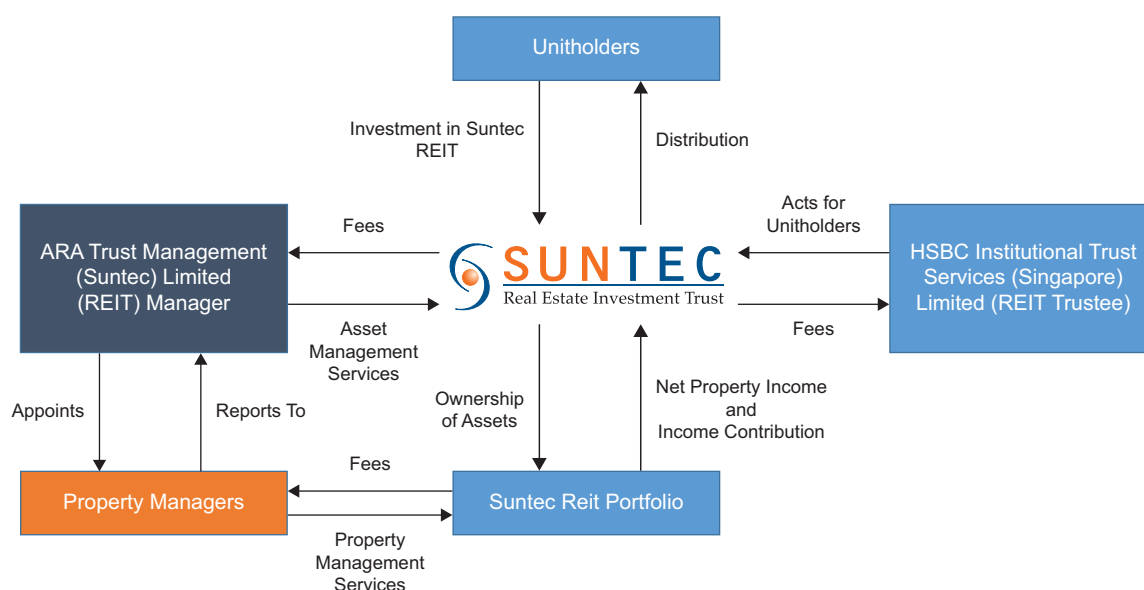 Unitholders
Investment in Suntec
REIT
Distribution
Acts for
Unitholders
Fees
ARA Trust Management
(Suntec) Limited
(REIT) Manager
SUNTEC
Real Estate Investment Trust
HSBC Institutional Trust
Services (Singapore)
Limited (REIT Trustee)
Asset
Management
Services
Fees
Appoints
Reports To
Ownership
of Assets
Net Property Income
and
Income Contribution
Fees
Property Managers
Suntec Reit Portfolio
Property
Management
Services